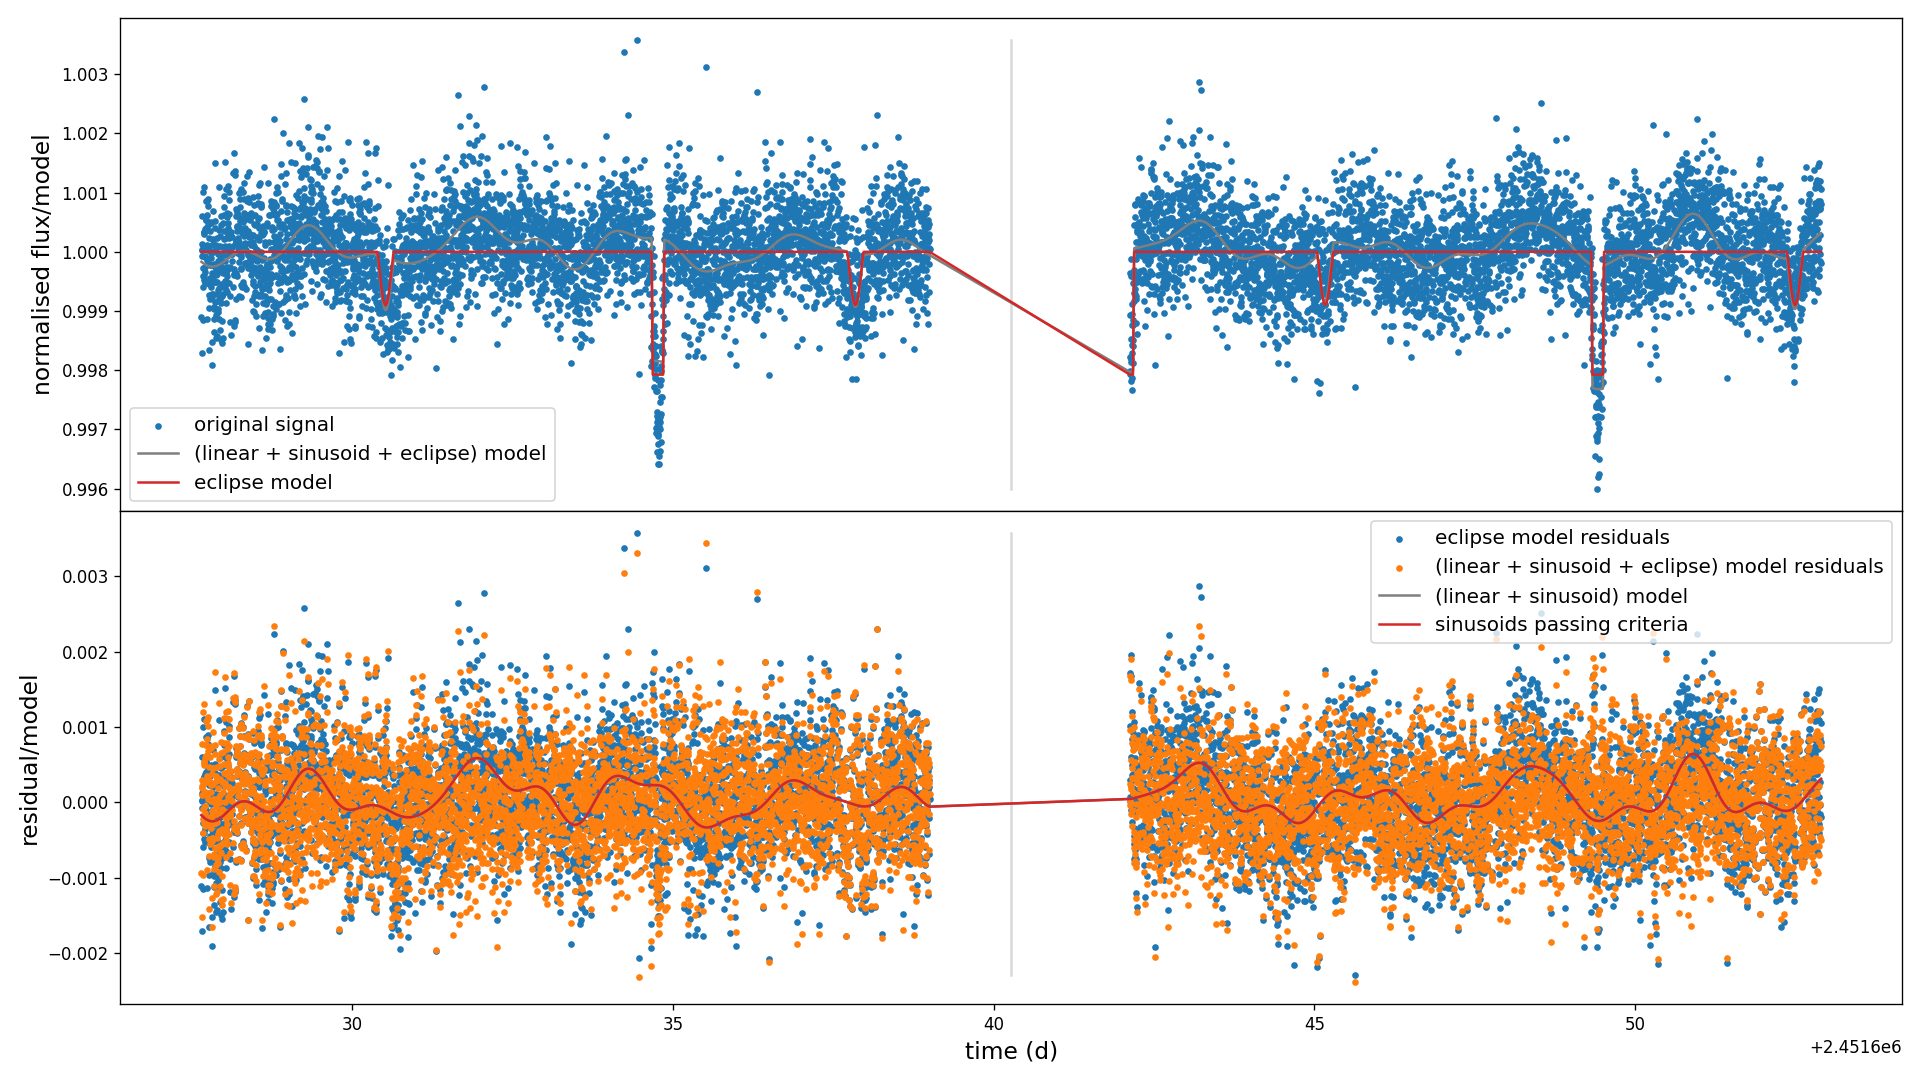 normalised flux/model
1.003
1.002
1.001
1.000
0.999
0.998
0.997
0.996
original signal
(linear + sinusoid + eclipse) model
eclipse model
residual/model
0.003
0.002
0.001
0.000
−0.001
−0.002
eclipse model residuals
(linear + sinusoid + eclipse) model residuals
(linear + sinusoid) model
sinusoids passing criteria
30
35
40
45
50
time (d)
+2.4516e6